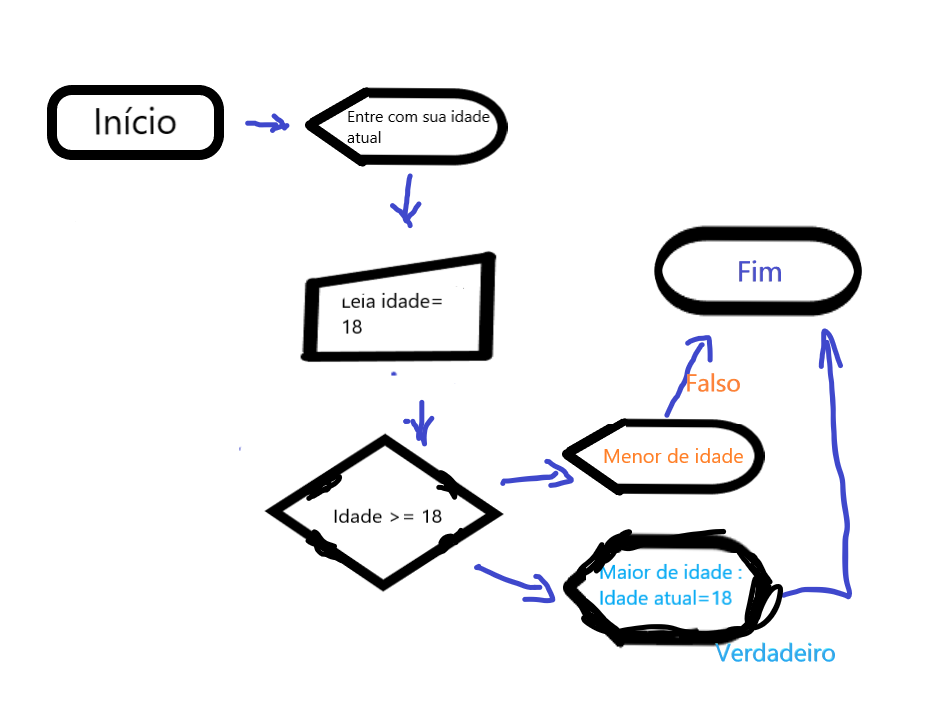 Início
Entre com sua idade
atual
Leia idade=
18
Fim
Falso
Menor de idade
Idade >= 18
Maior de idade :
Idade atual=18
Verdadeiro